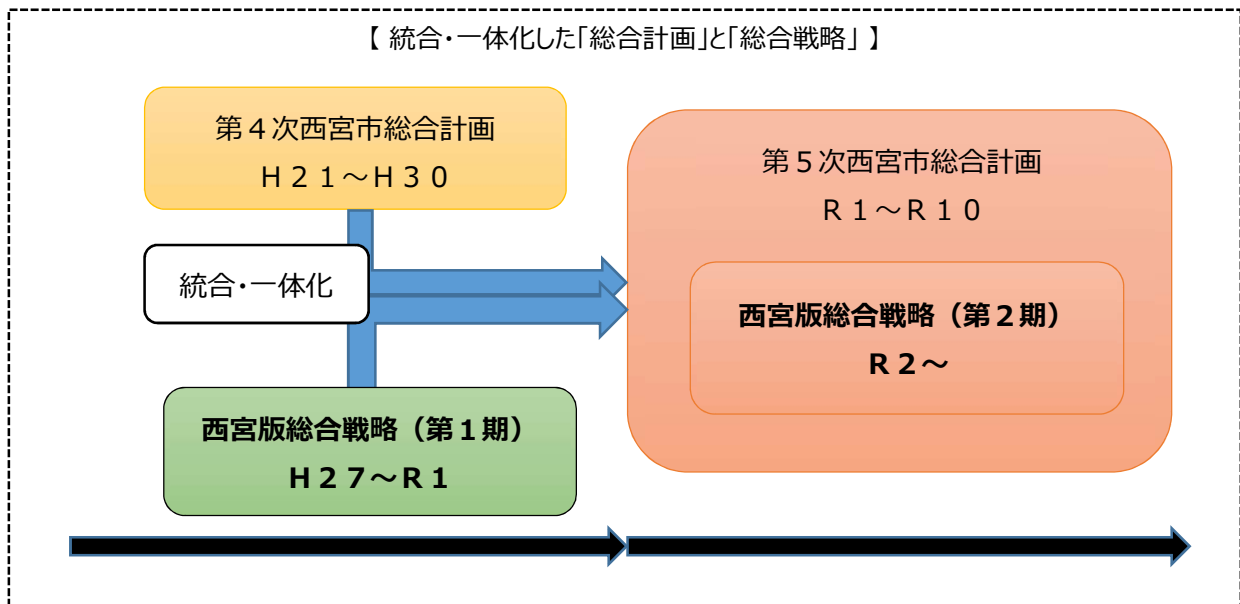 【 統合・一体化した「総合計画」と「総合戦略」 】
第４次西宮市総合計画
Ｈ２１～Ｈ３０
統合・一体化
西宮版総合戦略（第１期）
Ｈ２７～Ｒ１
第５次西宮市総合計画
Ｒ１～Ｒ１０
西宮版総合戦略（第２期）
Ｒ２～